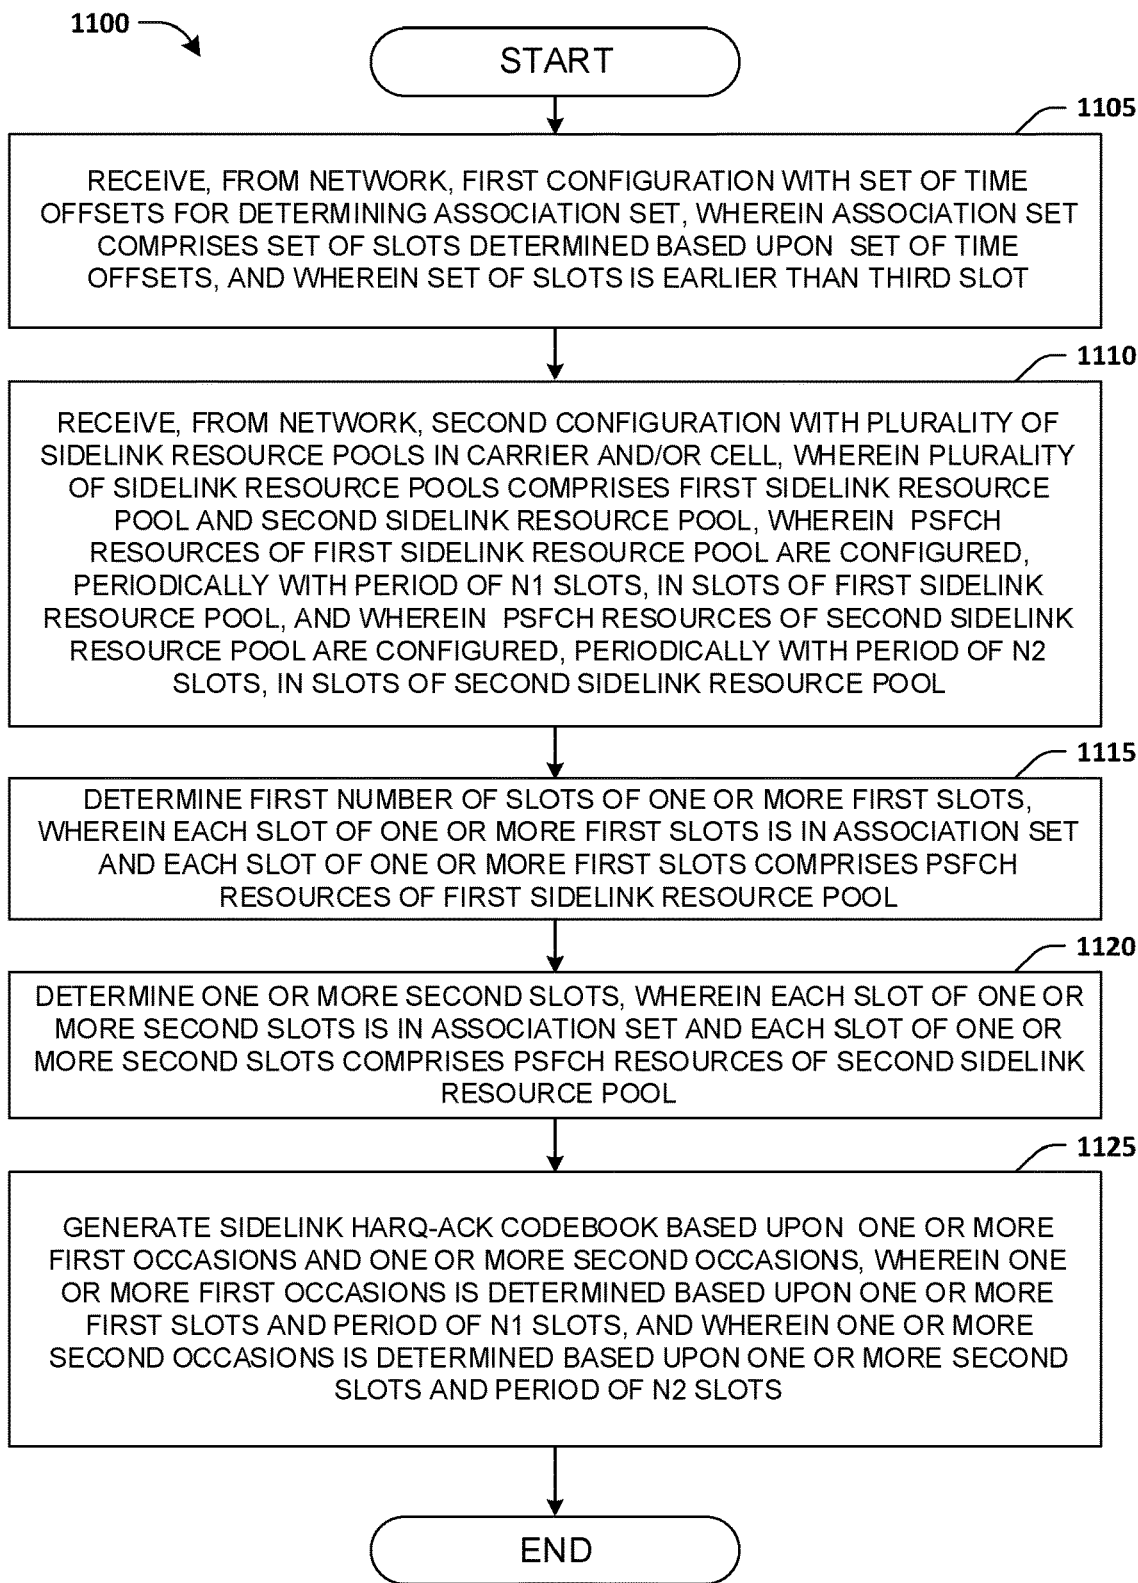 1100
START
1105
RECEIVE, FROM NETWORK, FIRST CONFIGURATION WITH SET OF TIME
OFFSETS FOR DETERMINING ASSOCIATION SET, WHEREIN ASSOCIATION SET
COMPRISES SET OF SLOTS DETERMINED BASED UPON SET OF TIME
OFFSETS, AND WHEREIN SET OF SLOTS IS EARLIER THAN THIRD SLOT
1110
RECEIVE, FROM NETWORK, SECOND CONFIGURATION WITH PLURALITY OF
SIDELINK RESOURCE POOLS IN CARRIER AND/OR CELL, WHEREIN PLURALITY
OF SIDELINK RESOURCE POOLS COMPRISES FIRST SIDELINK RESOURCE
POOL AND SECOND SIDELINK RESOURCE POOL, WHEREIN PSFCH
RESOURCES OF FIRST SIDELINK RESOURCE POOL ARE CONFIGURED,
PERIODICALLY WITH PERIOD OF N1 SLOTS, IN SLOTS OF FIRST SIDELINK
RESOURCE POOL, AND WHEREIN PSFCH RESOURCES OF SECOND SIDELINK
RESOURCE POOL ARE CONFIGURED, PERIODICALLY WITH PERIOD OF N2
SLOTS, IN SLOTS OF SECOND SIDELINK RESOURCE POOL
1115
DETERMINE FIRST NUMBER OF SLOTS OF ONE OR MORE FIRST SLOTS,
WHEREIN EACH SLOT OF ONE OR MORE FIRST SLOTS IS IN ASSOCIATION SET
AND EACH SLOT OF ONE OR MORE FIRST SLOTS COMPRISES PSFCH
RESOURCES OF FIRST SIDELINK RESOURCE POOL
1120
DETERMINE ONE OR MORE SECOND SLOTS, WHEREIN EACH SLOT OF ONE OR
MORE SECOND SLOTS IS IN ASSOCIATION SET AND EACH SLOT OF ONE OR
MORE SECOND SLOTS COMPRISES PSFCH RESOURCES OF SECOND SIDELINK
RESOURCE POOL
1125
GENERATE SIDELINK HARQ-ACK CODEBOOK BASED UPON ONE OR MORE
FIRST OCCASIONS AND ONE OR MORE SECOND OCCASIONS, WHEREIN ONE
OR MORE FIRST OCCASIONS IS DETERMINED BASED UPON ONE OR MORE
FIRST SLOTS AND PERIOD OF N1 SLOTS, AND WHEREIN ONE OR MORE
SECOND OCCASIONS IS DETERMINED BASED UPON ONE OR MORE SECOND
SLOTS AND PERIOD OF N2 SLOTS
END